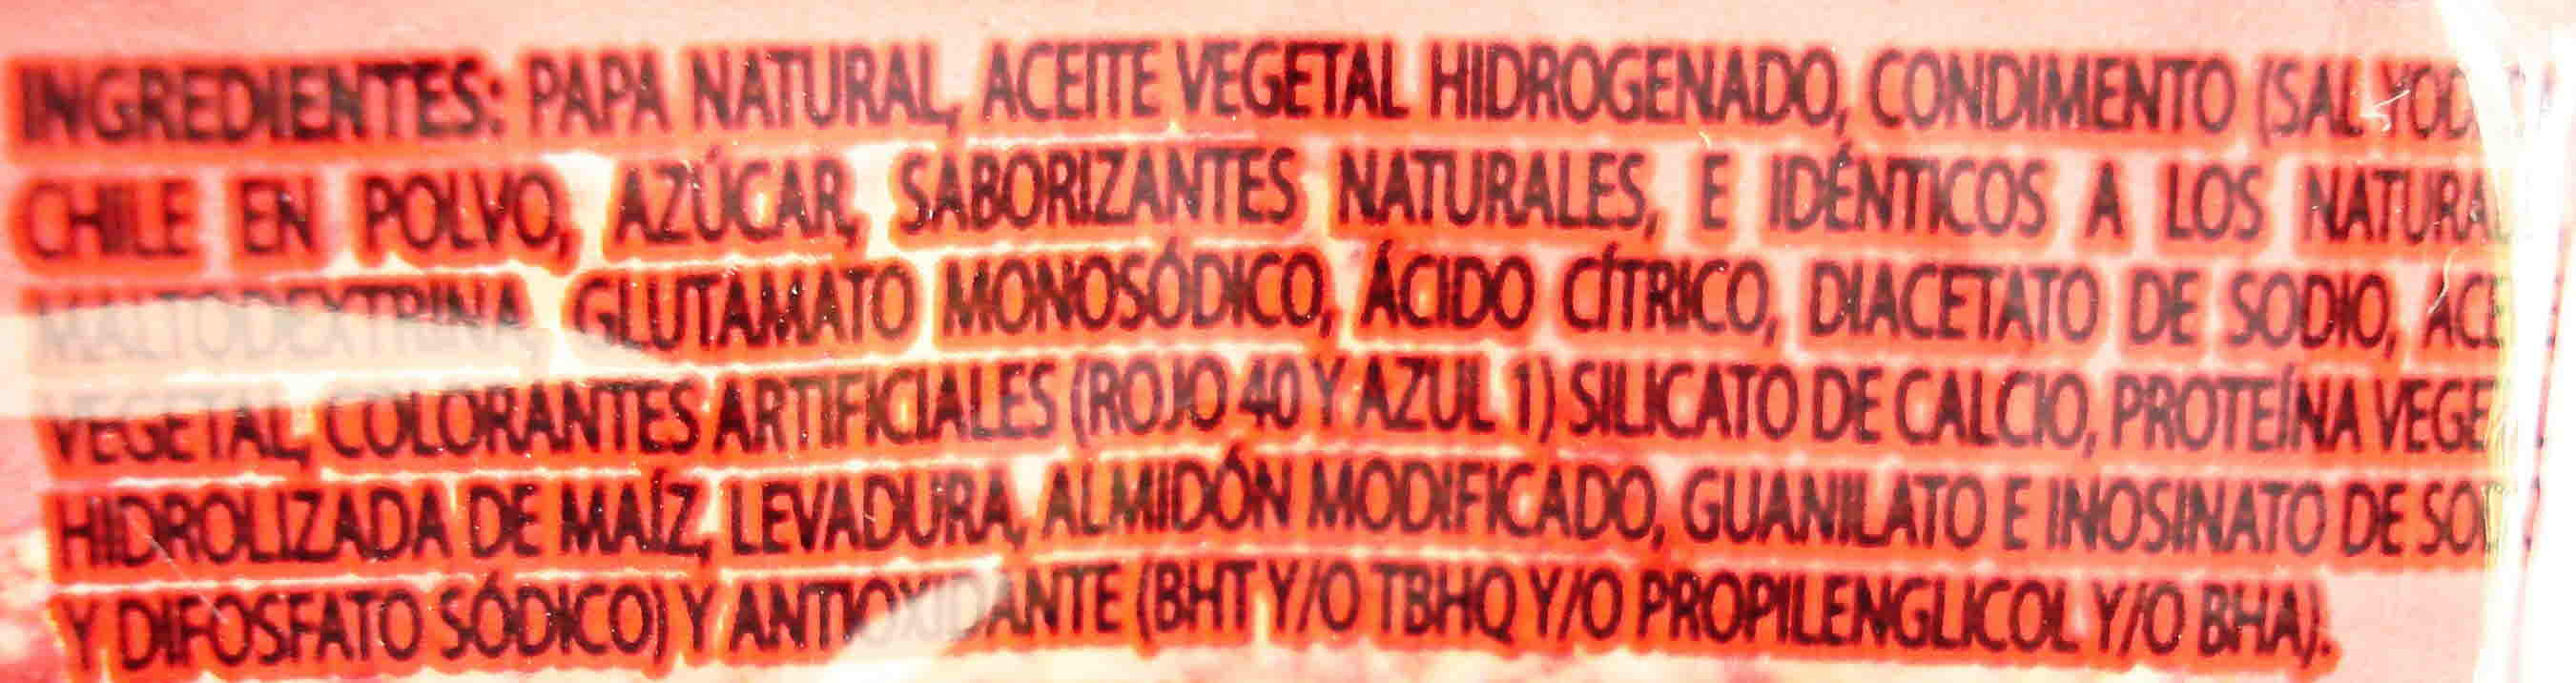 INGREDIENTES: PAPA NATURAL, ACEITE VEGETAL HIDROGENADO, CONDIMENTO (SAL
CHILE EN POLVO, AZÚCAR, SABORIZANTES NATURALES, E IDÉNTICOS A LOS
MALTODEXTRINA, GLUTAMATO MONOSÓDICO, ÁCIDO CÍTRICO, DIACETATO DE SODIO,
VEGETAL, COLORANTES ARTIFICIALES (ROJO 40 Y AZUL 1) SILICATO DE CALCIO, PROTEÍNA
HIDROLIZADA DE MAÍZ, LEVADURA, ALMIDÓN MODIFICADO, GUANILATO E INOSINATO DE
Y DIFOSFATO SÓDICO) Y ANTIOXIDANTE (BHT Y/O TBHQ Y/O PROPILENGLICOL Y/O BHA).